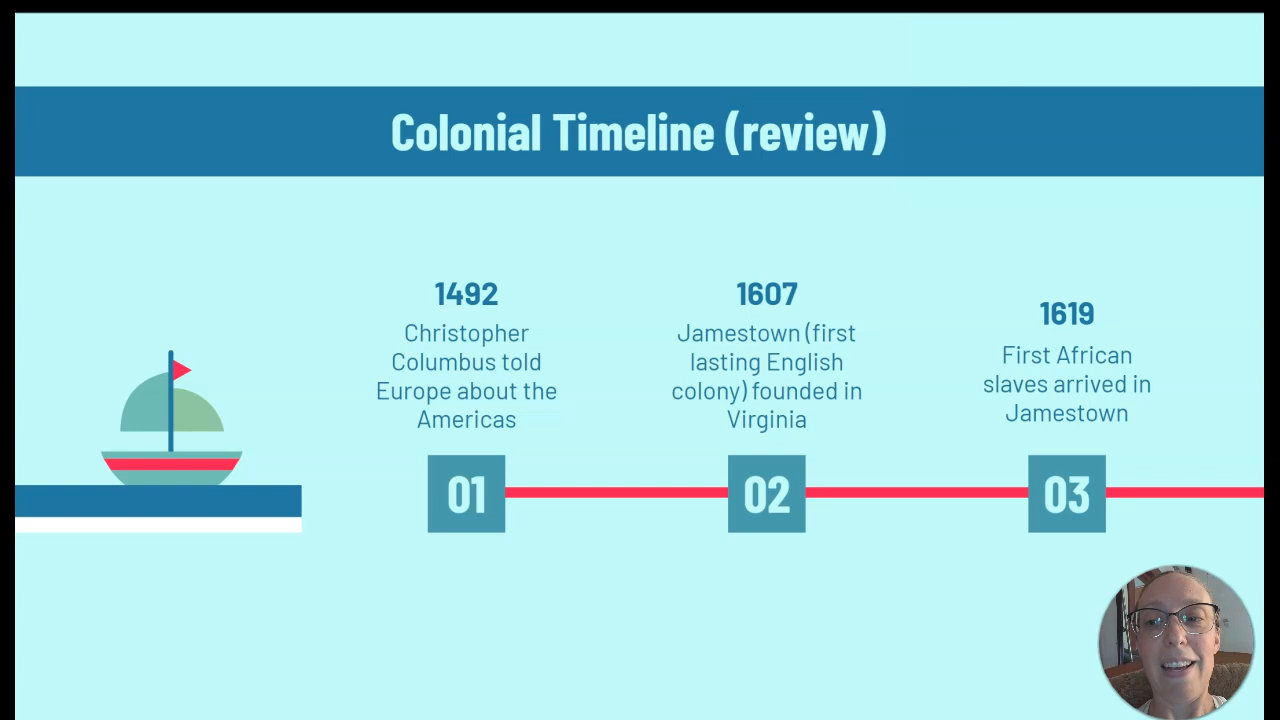 Colonial Timeline (review)
1492
Christopher
Columbus told
Europe about the
Americas
01
1607
Jamestown (first
lasting English
colony) founded in
Virginia
02
1619
First African
slaves arrived in
Jamestown
03